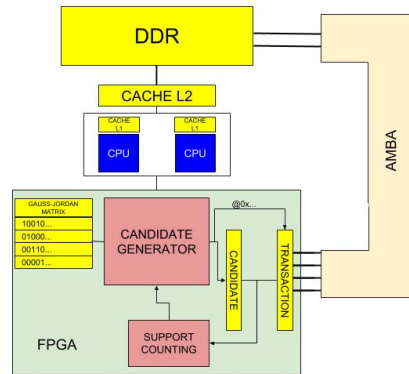 DDR
CACHE L2
CACHE
L1
CACHE
L1
CPU
CPU
AMBA
GAUSS-JORDAN
MATRIX
10010...
01000...
00110...
00001...
CANDIDATE
GENERATOR
@0x...
CANDIDATE
TRANSACTION
SUPPORT
COUNTING
FPGA